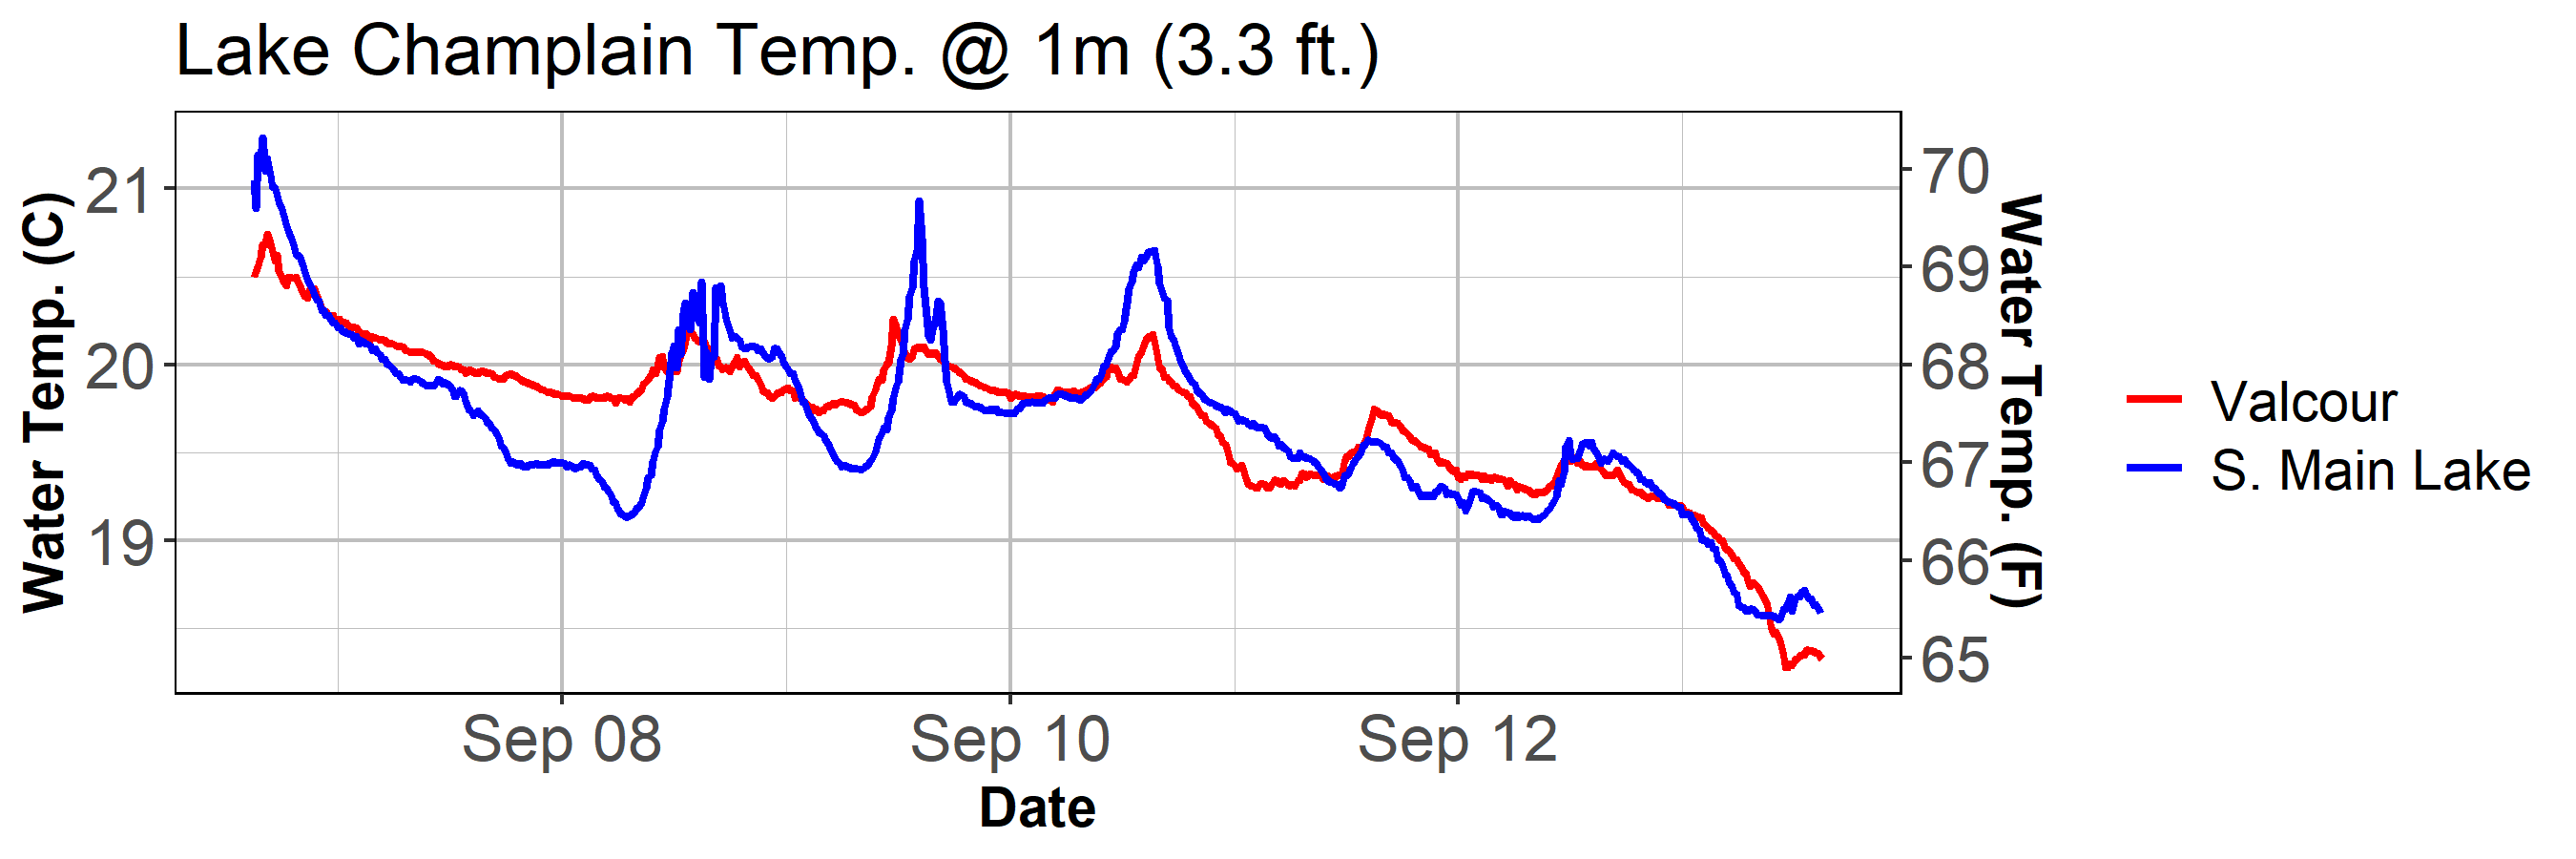 Lake Champlain Temp. @ 1m (3.3 ft.)
Water Temp. (C)
21
20
19
70
69
68
67
66
65
Water Temp. (F)
Sep 08
Sep 10
Sep 12
Date
Valcour
S. Main Lake